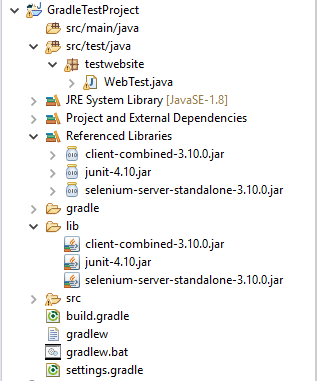 GradleTestProject
src/main/java
src/test/java
testwebsite
WebTest.java
JRE System Library [JavaSE-1.8]
Project and External Dependencies
Referenced Libraries
client-combined-3.10.0.jar
junit-4.10.jar
selenium-server-standalone-3.10.0.jar
gradle
lib
client-combined-3.10.0.jar
junit-4.10.jar
selenium-server-standalone-3.10.0.jar
src
build.gradle
gradlew
gradlew.bat
settings.gradle